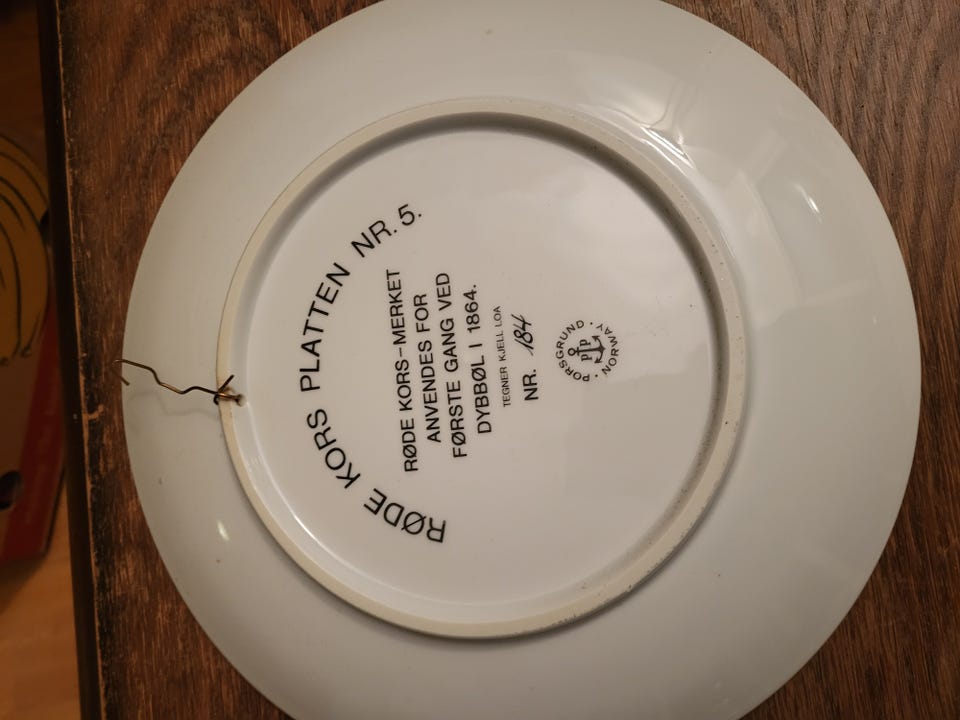 RØDE KORS PLATTEN NR. 5.
RØDE KORS-MERKET
ANVENDES FOR
FØRSTE GANG VED
DYBBØL I 1864.
TEGNER KJELL LOA
NR. 184
PORSGRUND · NORWAY ·
PP